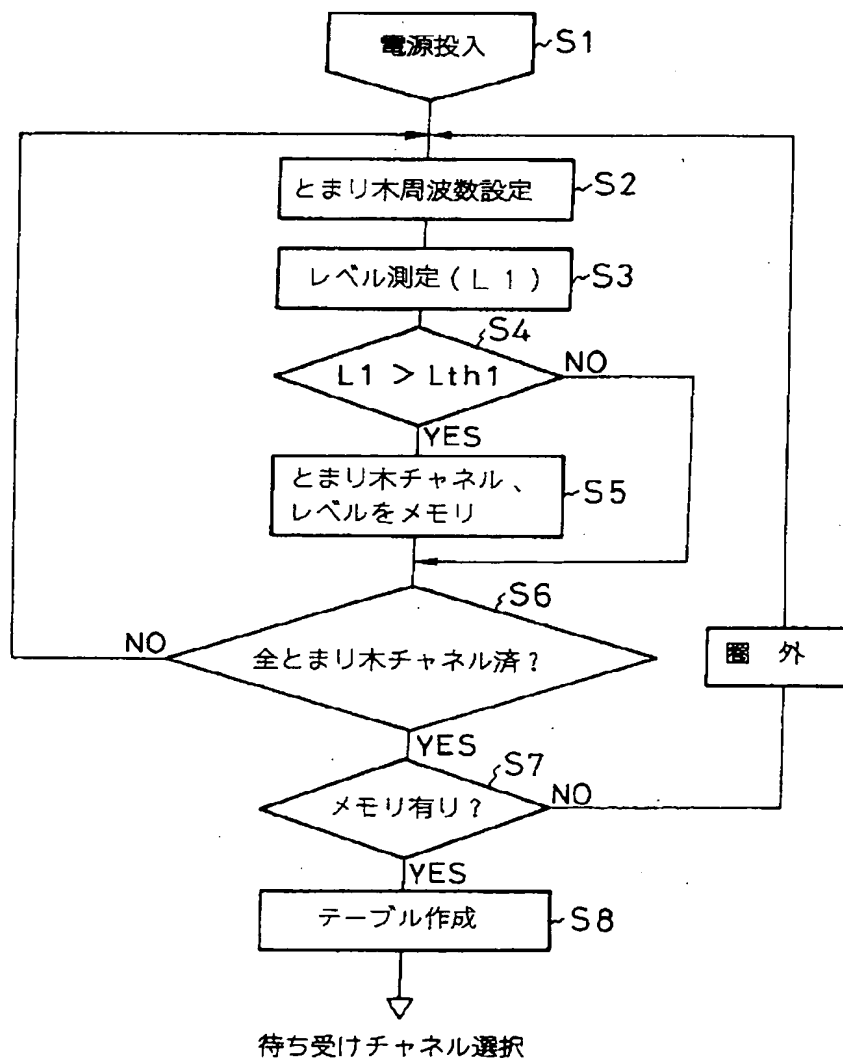 電源投入
S1
とまり木周波数設定
S2
レベル測定(L1)
S3
S4
L1 > Lth1
NO
YES
とまり木チャネル、
レベルをメモリ
S5
S6
NO
全とまり木チャネル済?
圏 外
YES
S7
メモリ有り?
NO
YES
テーブル作成
S8
待ち受けチャネル選択